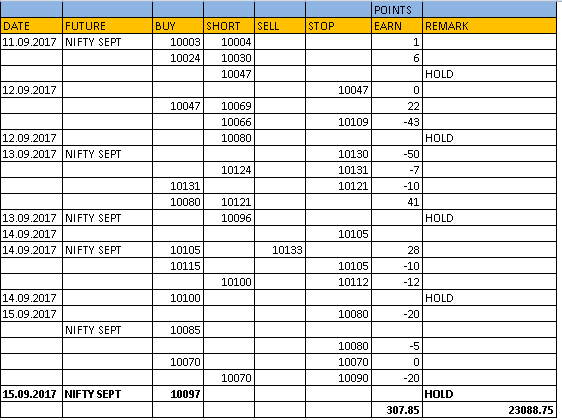 POINTS
DATE FUTURE BUY SHORT SELL STOP EARN REMARK
11.09.2017 NIFTY SEPT 10003 10004 1
10024 10030 6
10047 HOLD
12.09.2017 10047 0
10047 10069 22
10066 10109 -43
12.09.2017 10080 HOLD
13.09.2017 NIFTY SEPT 10130 -50
10124 10131 -7
10131 10121 -10
10080 10121 41
13.09.2017 NIFTY SEPT 10096 HOLD
14.09.2017 10105
14.09.2017 NIFTY SEPT 10105 10133 28
10115 10105 -10
10100 10112 -12
14.09.2017 10100 HOLD
15.09.2017 10080 -20
NIFTY SEPT 10085
10080 -5
10070 10070 0
10070 10090 -20
15.09.2017 NIFTY SEPT 10097 HOLD
307.85 23088.75